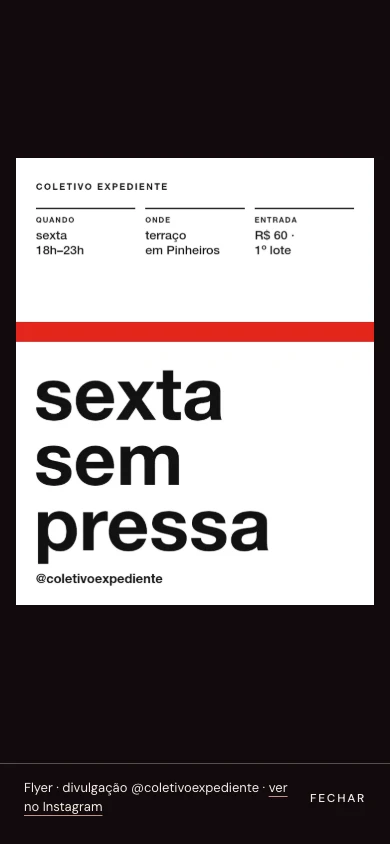 COLETIVO EXPEDIENTE
QUANDO
sexta
18h–23h
ONDE
terraço
em Pinheiros
ENTRADA
R$ 60 ·
1º lote
sexta
sem
pressa
@coletivoexpediente
Flyer · divulgação @coletivoexpediente · ver
no Instagram
FECHAR